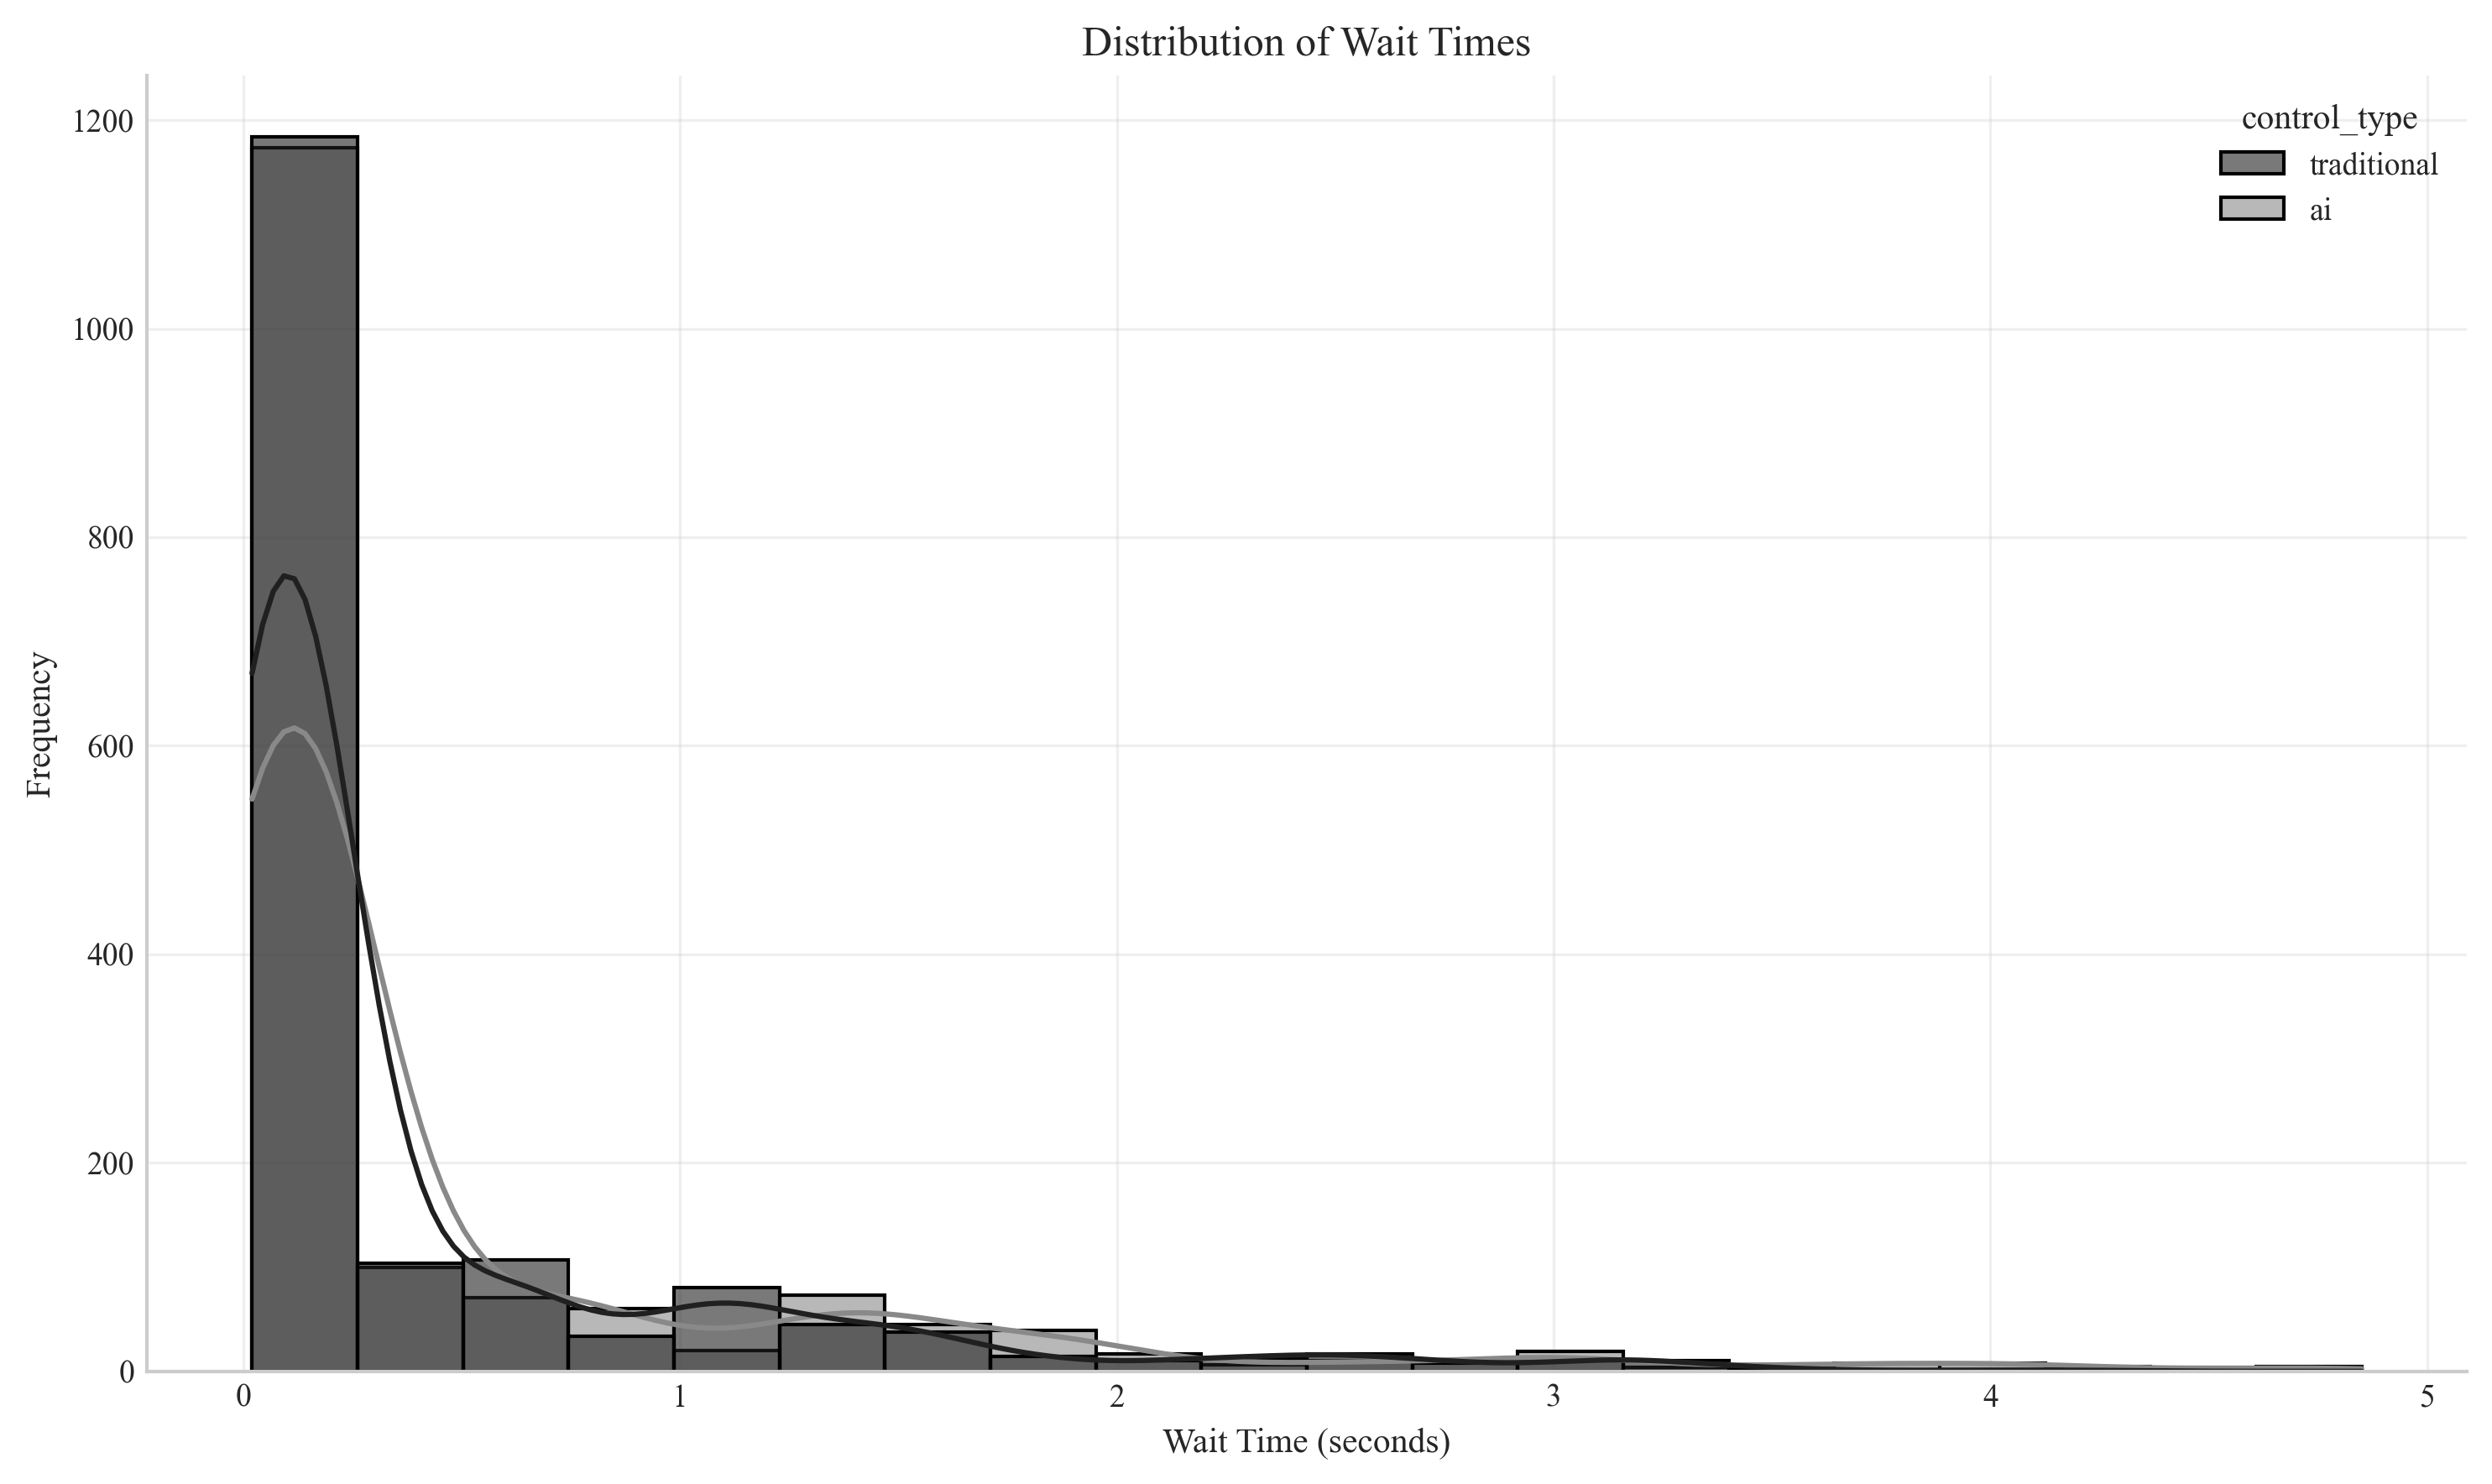 Distribution of Wait Times
control_type
traditional
ai
1200
1000
800
600
400
200
0
Frequency
0 1 2 3 4 5
Wait Time (seconds)